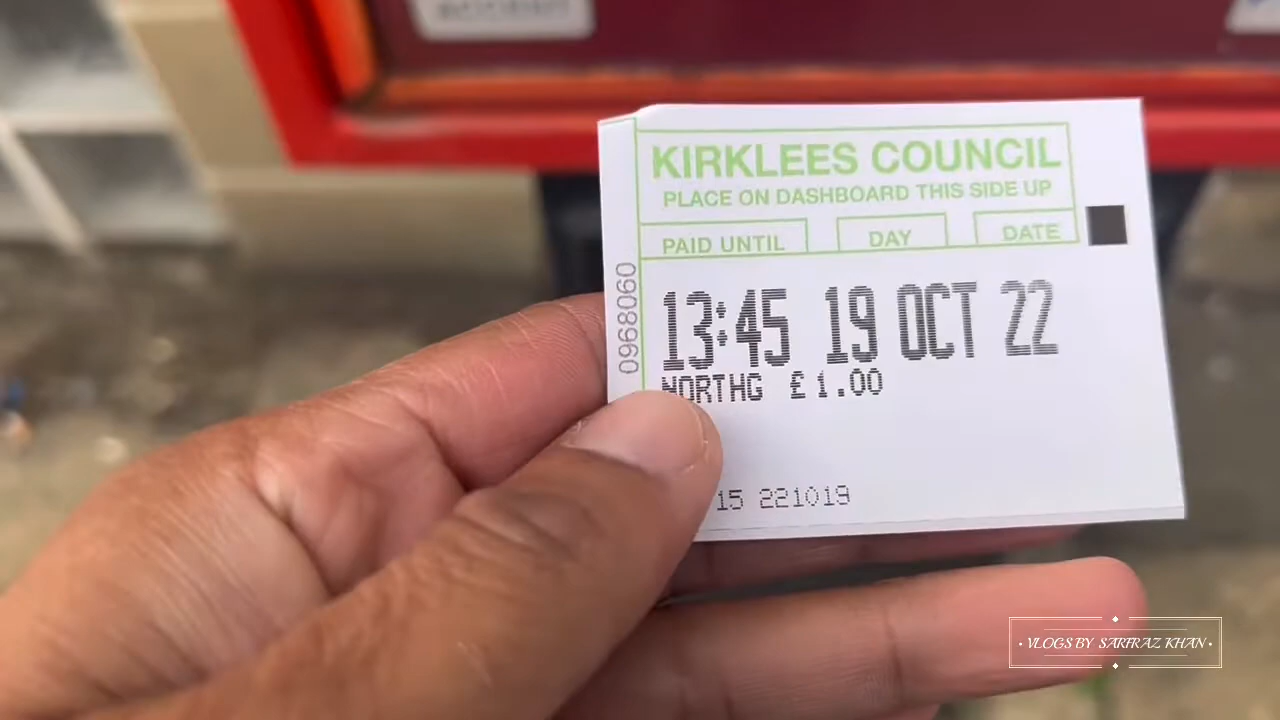 KIRKLEES COUNCIL
PLACE ON DASHBOARD THIS SIDE UP
PAID UNTIL DAY DATE
0968060
13:45 19 OCT 22
NORTHG £1.00
15 221019
VLOGS BY SARFRAZ KHAN